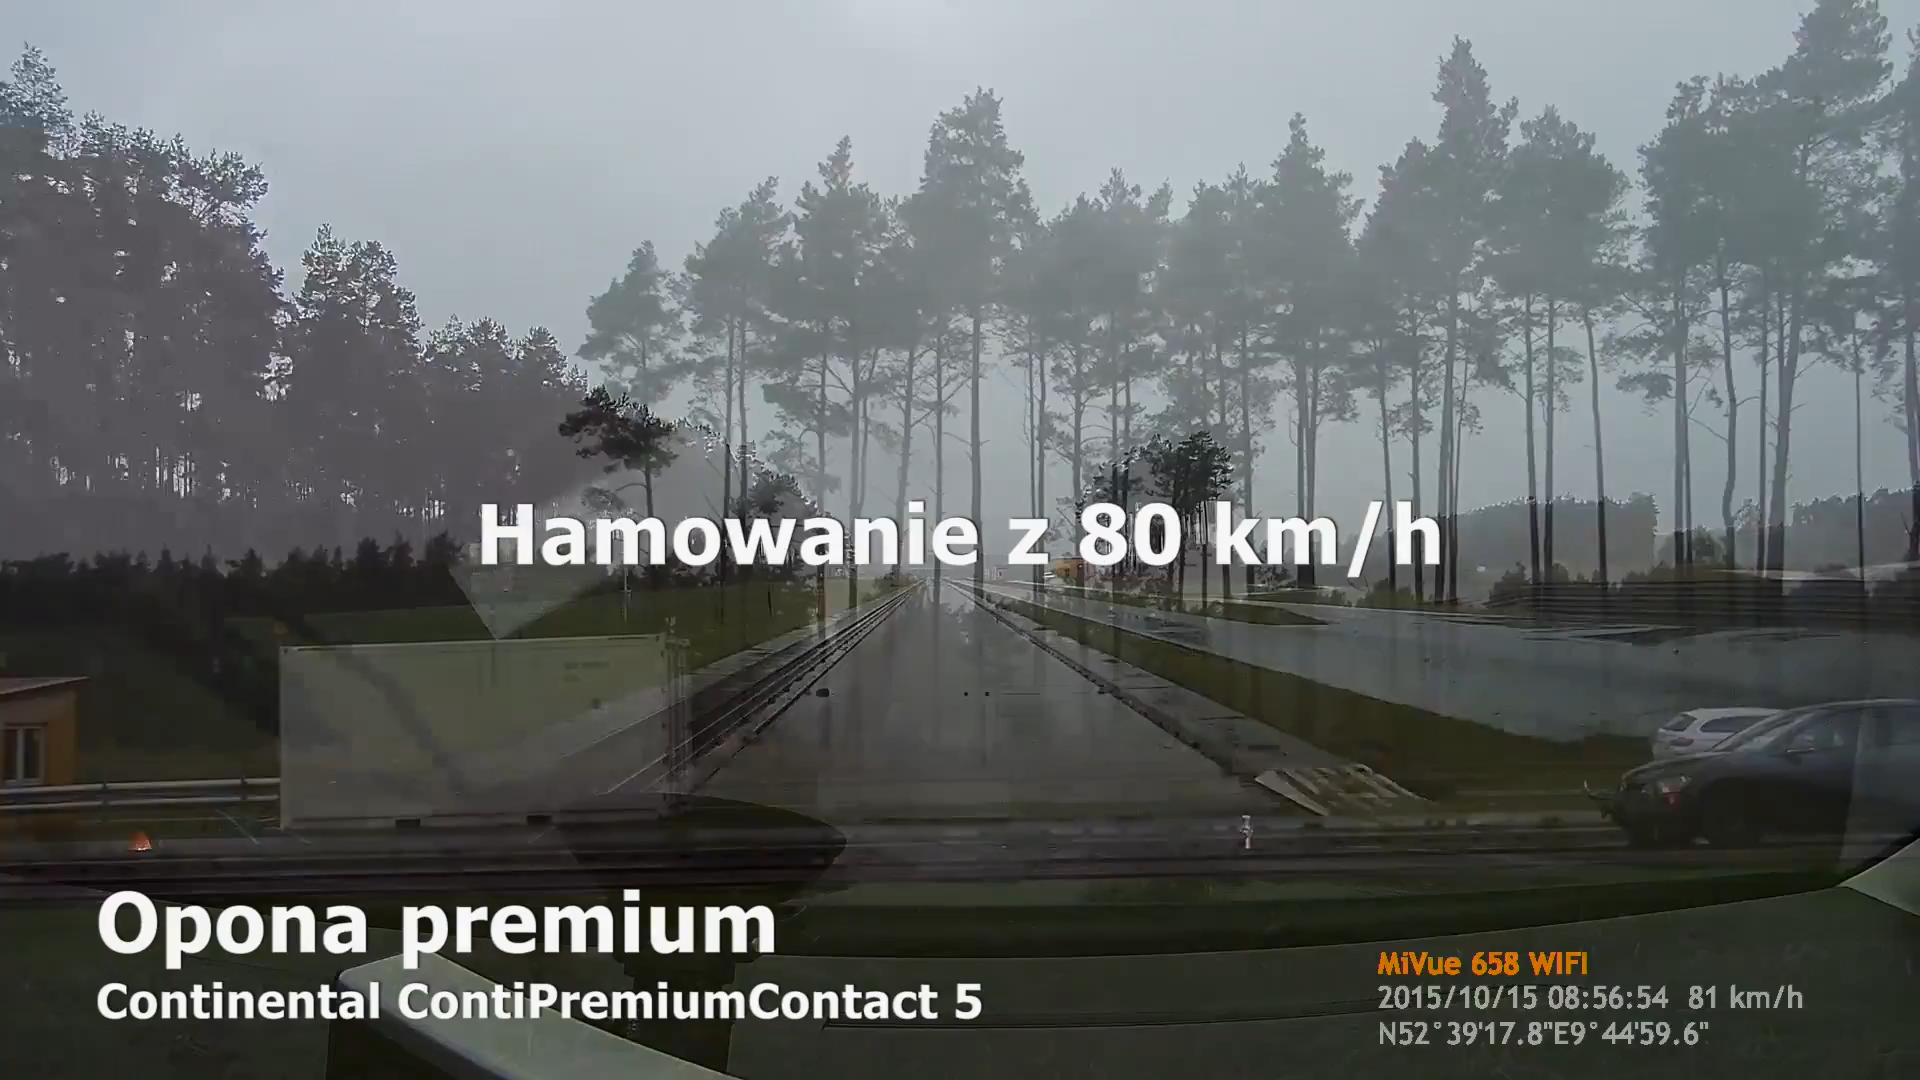 Hamowanie z 80 km/h
Opona premium
Continental ContiPremiumContact 5
MiVue 658 WIFI
2015/10/15 08:56:54 81 km/h
N52°39'17.8"E9°44'59.6"